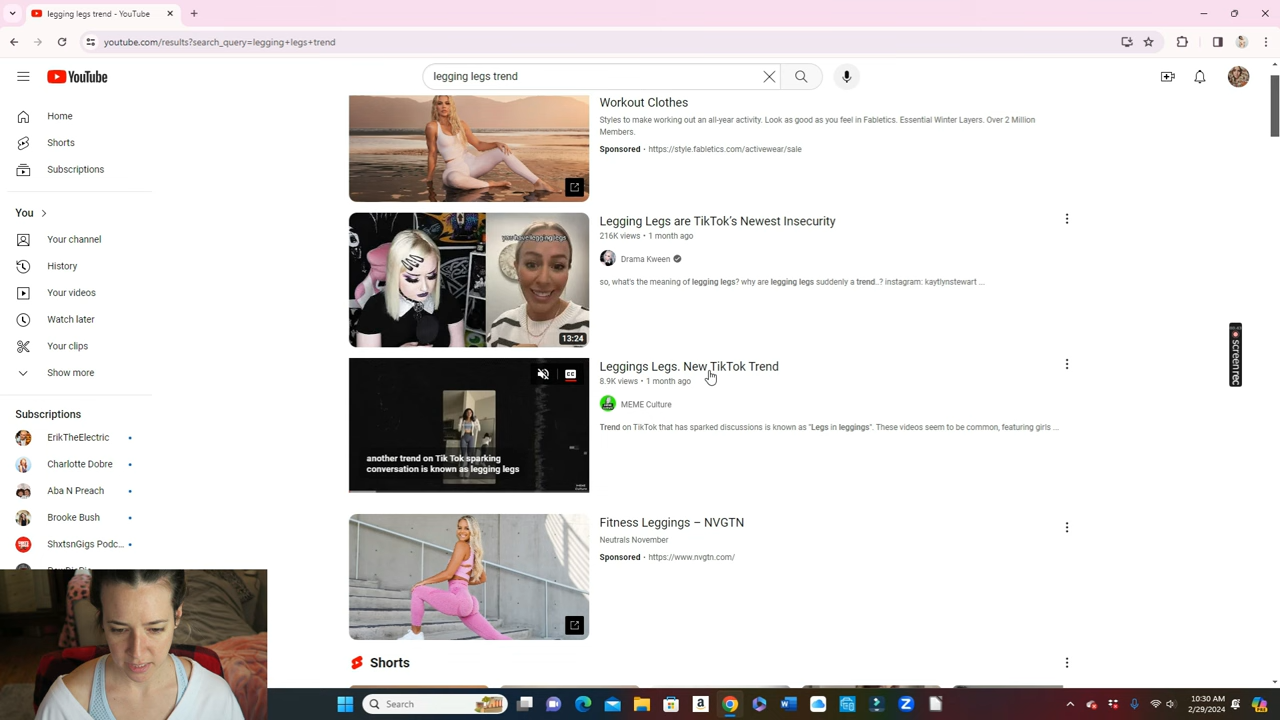 legging legs trend - YouTube
youtube.com/results?search_query=legging+legs+trend
YouTube
legging legs trend
Home
Shorts
Subscriptions
You
Your channel
History
Your videos
Watch later
Your clips
Show more
Subscriptions
ErikTheElectric
Charlotte Dobre
Aba N Preach
Brooke Bush
ShxtsnGigs Podc...
Workout Clothes
Styles to make working out an all-year activity. Look as good as you feel in Fabletics. Essential Winter Layers. Over 2 Million
Members.
Sponsored · https://style.fabletics.com/activewear/sale
you have legging legs
13:24
Legging Legs are TikTok's Newest Insecurity
216K views • 1 month ago
Drama Kween
so, what's the meaning of legging legs? why are legging legs suddenly a trend..? instagram: kaytlynstewart ...
another trend on Tik Tok sparking
conversation is known as legging legs
Leggings Legs. New TikTok Trend
8.9K views • 1 month ago
MEME Culture
Trend on TikTok that has sparked discussions is known as "Legs in leggings". These videos seem to be common, featuring girls ...
Fitness Leggings – NVGTN
Neutrals November
Sponsored · https://www.nvgtn.com/
Shorts
screen rec
Search
10:30 AM
2/29/2024